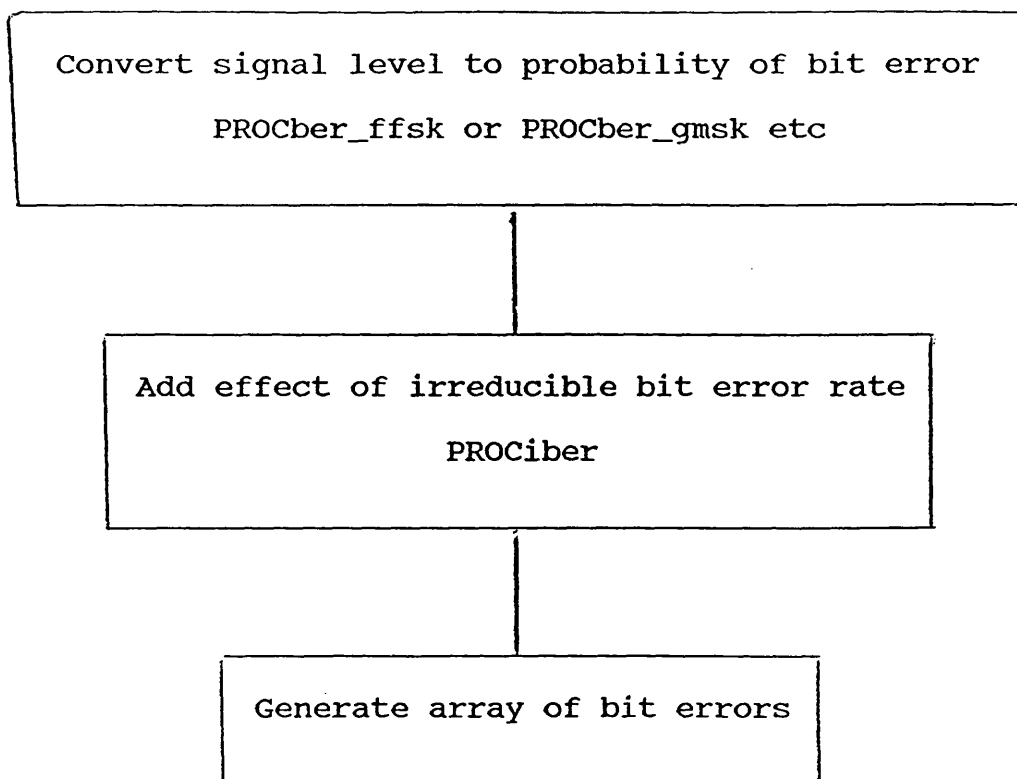 Convert signal level to probability of bit error
PROCber_ffsk or PROCber_gmsk etc
Add effect of irreducible bit error rate
PROCiber
Generate array of bit errors